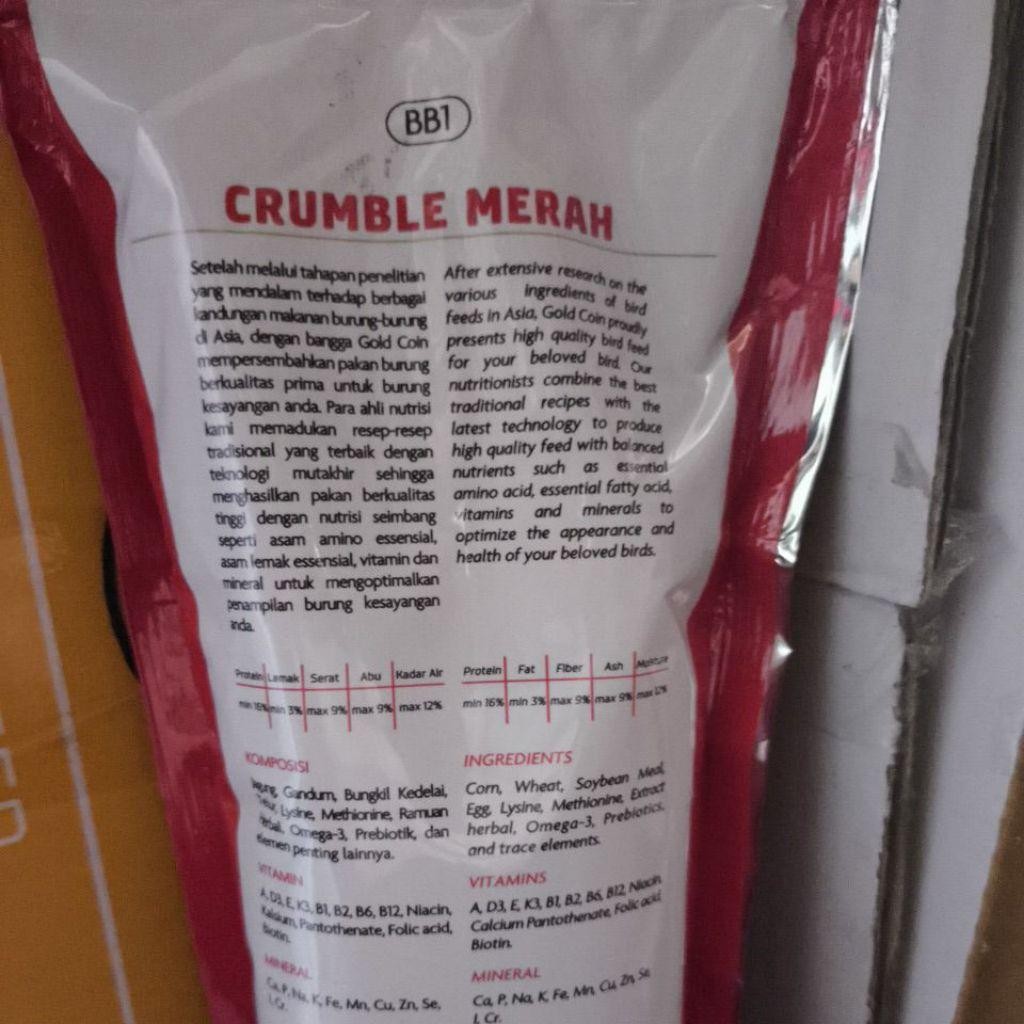 BB1
CRUMBLE MERAH
Setelah melalui tahapan penelitian
yang mendalam terhadap berbagai
kandungan makanan burung-burung
di Asia, dengan bangga Gold Coin
mempersembahkan pakan burung
berkualitas prima untuk burung
kesayangan anda. Para ahli nutrisi
kami memadukan resep-resep
tradisional yang terbaik dengan
teknologi mutakhir sehingga
menghasilkan pakan berkualitas
tinggi dengan nutrisi seimbang
seperti asam amino essensial,
asam lemak essensial, vitamin dan
mineral untuk mengoptimalkan
penampilan burung kesayangan
anda.
After extensive research on the
various ingredients of bird
feeds in Asia, Gold Coin proudly
presents high quality bird feed
for your beloved bird. Our
nutritionists combine the best
traditional recipes with the
latest technology to produce
high quality feed with balanced
nutrients such as essential
amino acid, essential fatty acid,
vitamins and minerals to
optimize the appearance and
health of your beloved birds.
Protein Lemak Serat Abu Kadar Air
min 16% min 3% max 9% max 9% max 12%
Protein Fat Fiber Ash Moisture
min 16% min 3% max 9% max 9% max 12%
KOMPOSISI
Jagung, Gandum, Bungkil Kedelai,
Telur, Lysine, Methionine, Ramuan
Herbal, Omega-3, Prebiotik, dan
elemen penting lainnya.
INGREDIENTS
Corn, Wheat, Soybean Meal,
Egg, Lysine, Methionine, Extract
herbal, Omega-3, Prebiotics,
and trace elements.
VITAMIN
A, D3, E, K3, B1, B2, B6, B12, Niacin,
Kalsium, Pantothenate, Folic acid,
Biotin.
VITAMINS
A, D3, E, K3, B1, B2, B6, B12, Niacin,
Calcium Pantothenate, Folic acid,
Biotin.
MINERAL
Ca, P, Na, K, Fe, Mn, Cu, Zn, Se,
I, Cr.
MINERAL
Ca, P, Na, K, Fe, Mn, Cu, Zn, Se,
I, Cr.